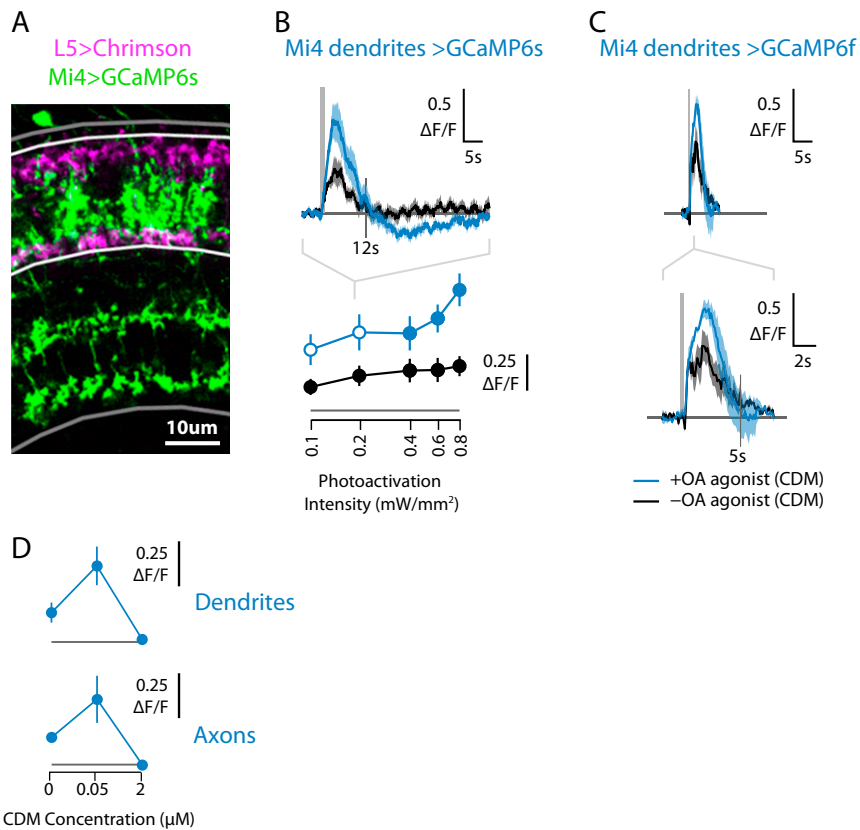 A
L5>Chrimson
Mi4>GCaMP6s
10um
B
Mi4 dendrites >GCaMP6s
0.5
ΔF/F
5s
12s
0.25
ΔF/F
0.1
0.2
0.4
0.6
0.8
Photoactivation
Intensity (mW/mm²)
C
Mi4 dendrites >GCaMP6f
0.5
ΔF/F
5s
0.5
ΔF/F
2s
5s
+OA agonist (CDM)
−OA agonist (CDM)
D
0.25
ΔF/F
Dendrites
0.25
ΔF/F
Axons
0 0.05 2
CDM Concentration (μM)